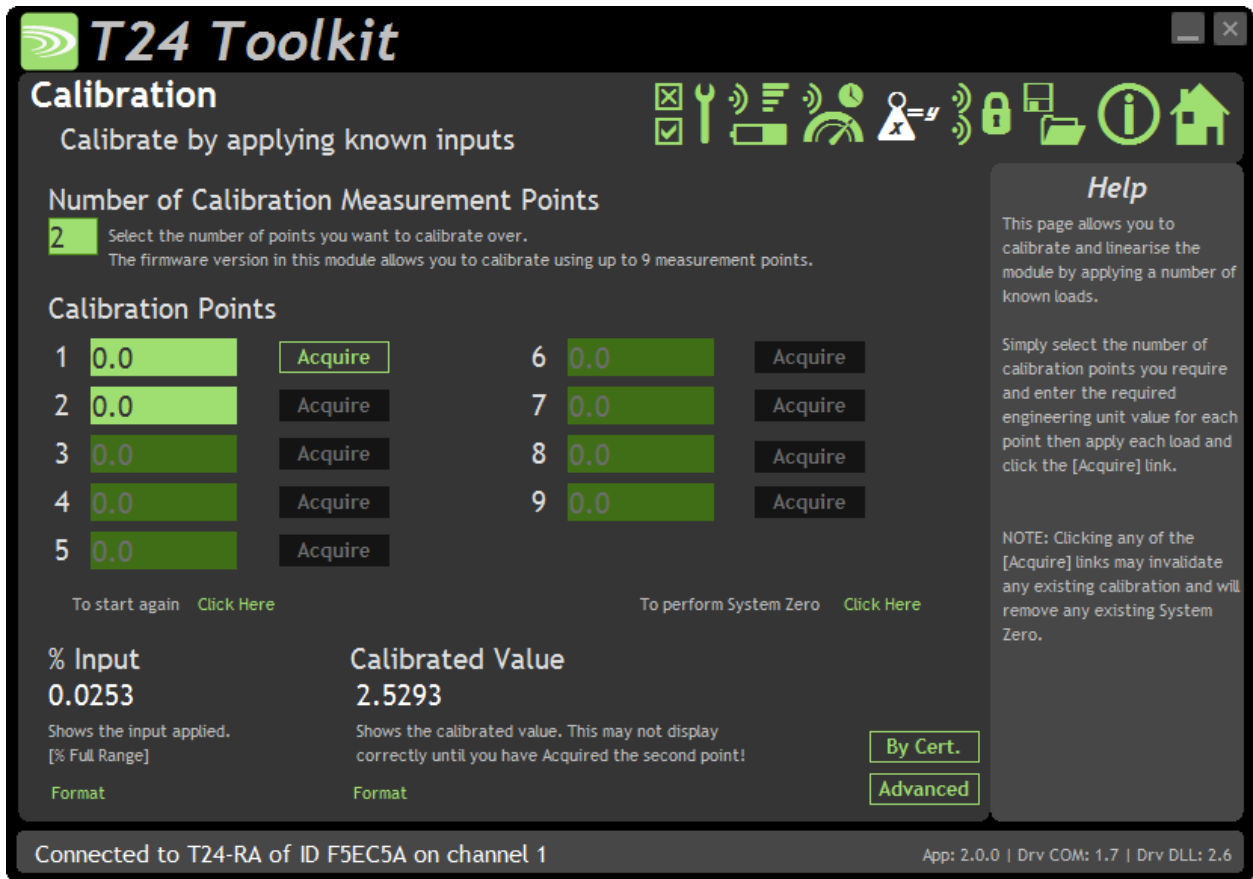 T24 Toolkit
Calibration
Calibrate by applying known inputs
x=y
Number of Calibration Measurement Points
2
Select the number of points you want to calibrate over.
The firmware version in this module allows you to calibrate using up to 9 measurement points.
Calibration Points
1 0.0 Acquire 6 0.0 Acquire
2 0.0 Acquire 7 0.0 Acquire
3 0.0 Acquire 8 0.0 Acquire
4 0.0 Acquire 9 0.0 Acquire
5 0.0 Acquire
To start again Click Here To perform System Zero Click Here
% Input
0.0253
Shows the input applied.
[% Full Range]
Format
Calibrated Value
2.5293
Shows the calibrated value. This may not display
correctly until you have Acquired the second point!
Format
By Cert.
Advanced
Help
This page allows you to
calibrate and linearise the
module by applying a number of
known loads.
Simply select the number of
calibration points you require
and enter the required
engineering unit value for each
point then apply each load and
click the [Acquire] link.
NOTE: Clicking any of the
[Acquire] links may invalidate
any existing calibration and will
remove any existing System
Zero.
Connected to T24-RA of ID F5EC5A on channel 1
App: 2.0.0 | Drv COM: 1.7 | Drv DLL: 2.6